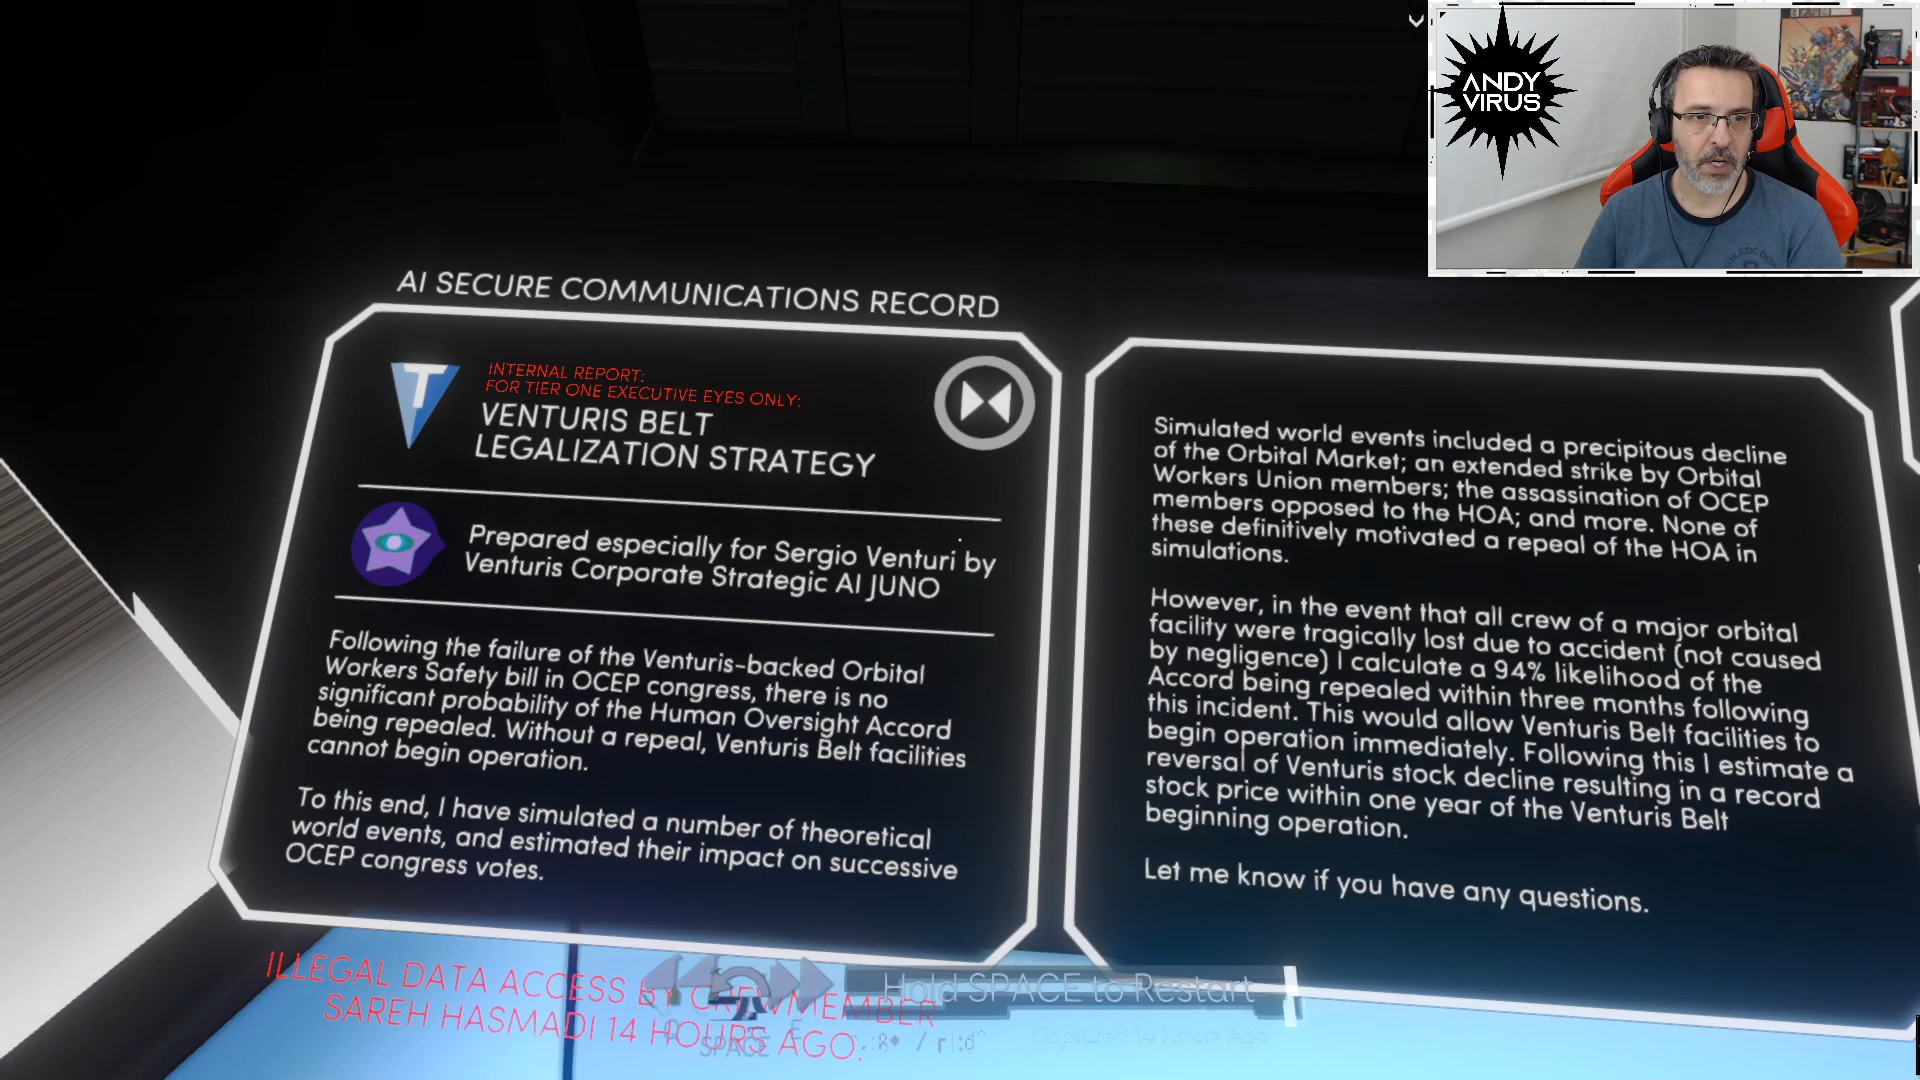 ANDY
VIRUS
AI SECURE COMMUNICATIONS RECORD
T
INTERNAL REPORT:
FOR TIER ONE EXECUTIVE EYES ONLY:
VENTURIS BELT
LEGALIZATION STRATEGY
Prepared especially for Sergio Venturi by
Venturis Corporate Strategic AI JUNO
Following the failure of the Venturis-backed Orbital
Workers Safety bill in OCEP congress, there is no
significant probability of the Human Oversight Accord
being repealed. Without a repeal, Venturis Belt facilities
cannot begin operation.
To this end, I have simulated a number of theoretical
world events, and estimated their impact on successive
OCEP congress votes.
Simulated world events included a precipitous decline
of the Orbital Market; an extended strike by Orbital
Workers Union members; the assassination of OCEP
members opposed to the HOA; and more. None of
these definitively motivated a repeal of the HOA in
simulations.
However, in the event that all crew of a major orbital
facility were tragically lost due to accident (not caused
by negligence) I calculate a 94% likelihood of the
Accord being repealed within three months following
this incident. This would allow Venturis Belt facilities to
begin operation immediately. Following this I estimate a
reversal of Venturis stock decline resulting in a record
stock price within one year of the Venturis Belt
beginning operation.
Let me know if you have any questions.
ILLEGAL DATA ACCESS BY CREWMEMBER
SAREH HASMADI 14 HOURS AGO.
Hold SPACE to Restart
Q
SPACE
E
Captured 14 Hours Ago